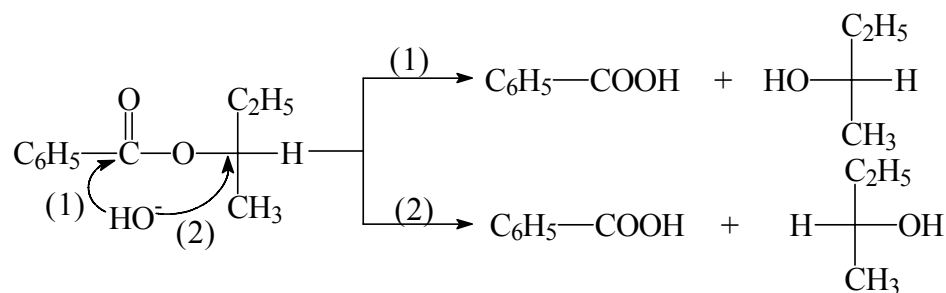 C₂H₅
(1)
C₆H₅—COOH + HO H
CH₃
O
C₂H₅
C₆H₅ C O H
CH₃
(1) HO⁻ (2)
(2)
C₂H₅
C₆H₅—COOH + H OH
CH₃